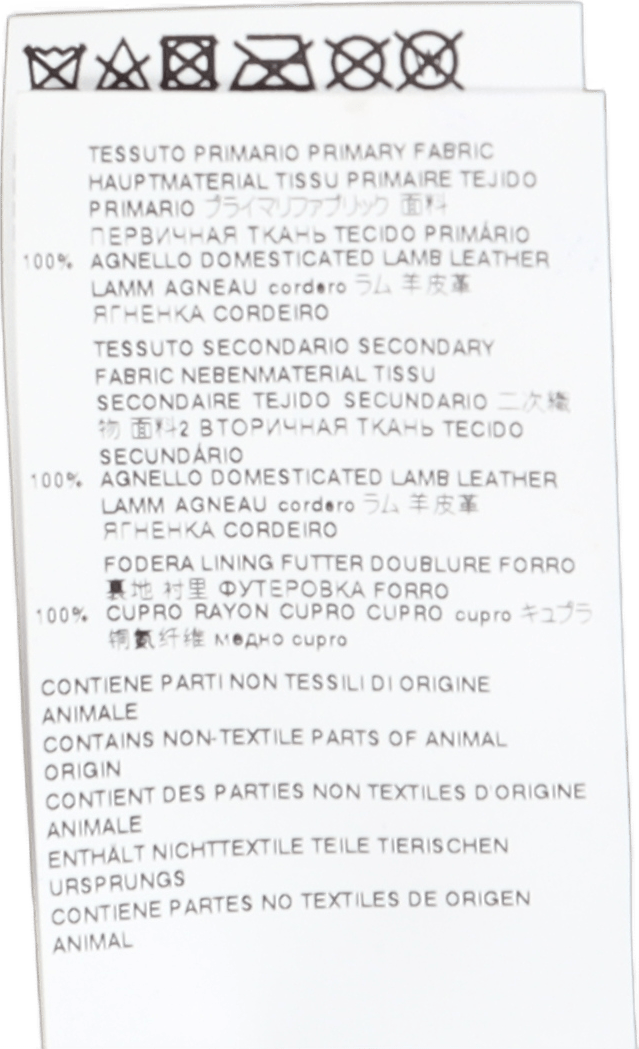 TESSUTO PRIMARIO PRIMARY FABRIC
HAUPTMATERIAL TISSU PRIMAIRE TEJIDO
PRIMARIO プライマリファブリック 面料
ПЕРВИЧНАЯ ТКАНЬ TECIDO PRIMÁRIO
100% AGNELLO DOMESTICATED LAMB LEATHER
LAMM AGNEAU cordero ラム 羊皮革
ЯГНЕНКА CORDEIRO
TESSUTO SECONDARIO SECONDARY
FABRIC NEBENMATERIAL TISSU
SECONDAIRE TEJIDO SECUNDARIO 二次織
物 面料2 ВТОРИЧНАЯ ТКАНЬ TECIDO
SECUNDÁRIO
100% AGNELLO DOMESTICATED LAMB LEATHER
LAMM AGNEAU cordero ラム 羊皮革
ЯГНЕНКА CORDEIRO
FODERA LINING FUTTER DOUBLURE FORRO
裏地 衬里 ФУТЕРОВКА FORRO
100% CUPRO RAYON CUPRO CUPRO cupro キュプラ
铜氨纤维 медно cupro
CONTIENE PARTI NON TESSILI DI ORIGINE
ANIMALE
CONTAINS NON-TEXTILE PARTS OF ANIMAL
ORIGIN
CONTIENT DES PARTIES NON TEXTILES D'ORIGINE
ANIMALE
ENTHÄLT NICHTTEXTILE TEILE TIERISCHEN
URSPRUNGS
CONTIENE PARTES NO TEXTILES DE ORIGEN
ANIMAL